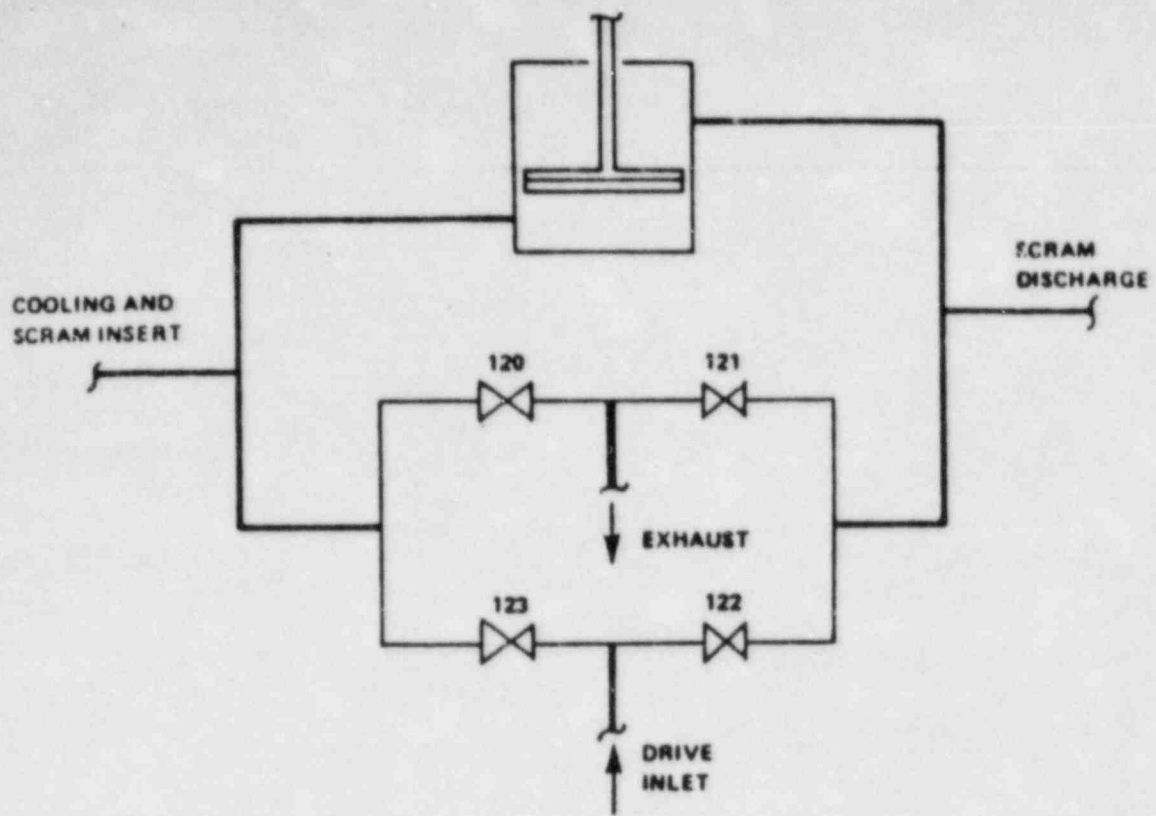 SCRAM
DISCHARGE
COOLING AND
SCRAM INSERT
120
121
EXHAUST
123
122
DRIVE
INLET